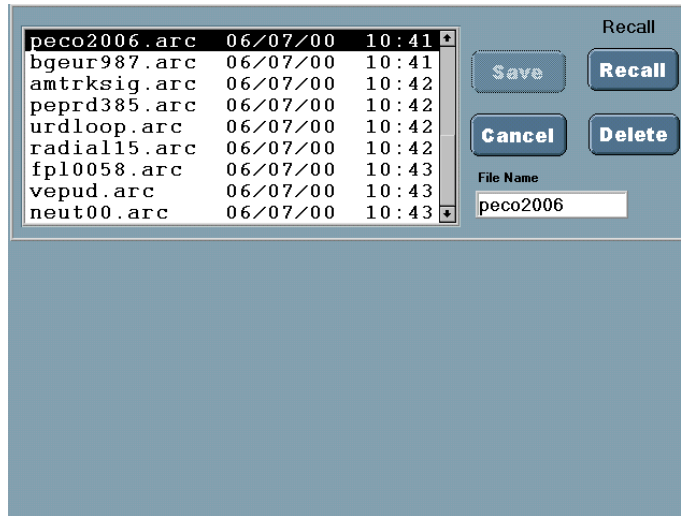 peco2006.arc 06/07/00 10:41
bgeur987.arc 06/07/00 10:41
amtrksig.arc 06/07/00 10:42
peprd385.arc 06/07/00 10:42
urdloop.arc 06/07/00 10:42
radial15.arc 06/07/00 10:42
fpl0058.arc 06/07/00 10:43
vepud.arc 06/07/00 10:43
neut00.arc 06/07/00 10:43
Recall
Save
Recall
Cancel
Delete
File Name
peco2006